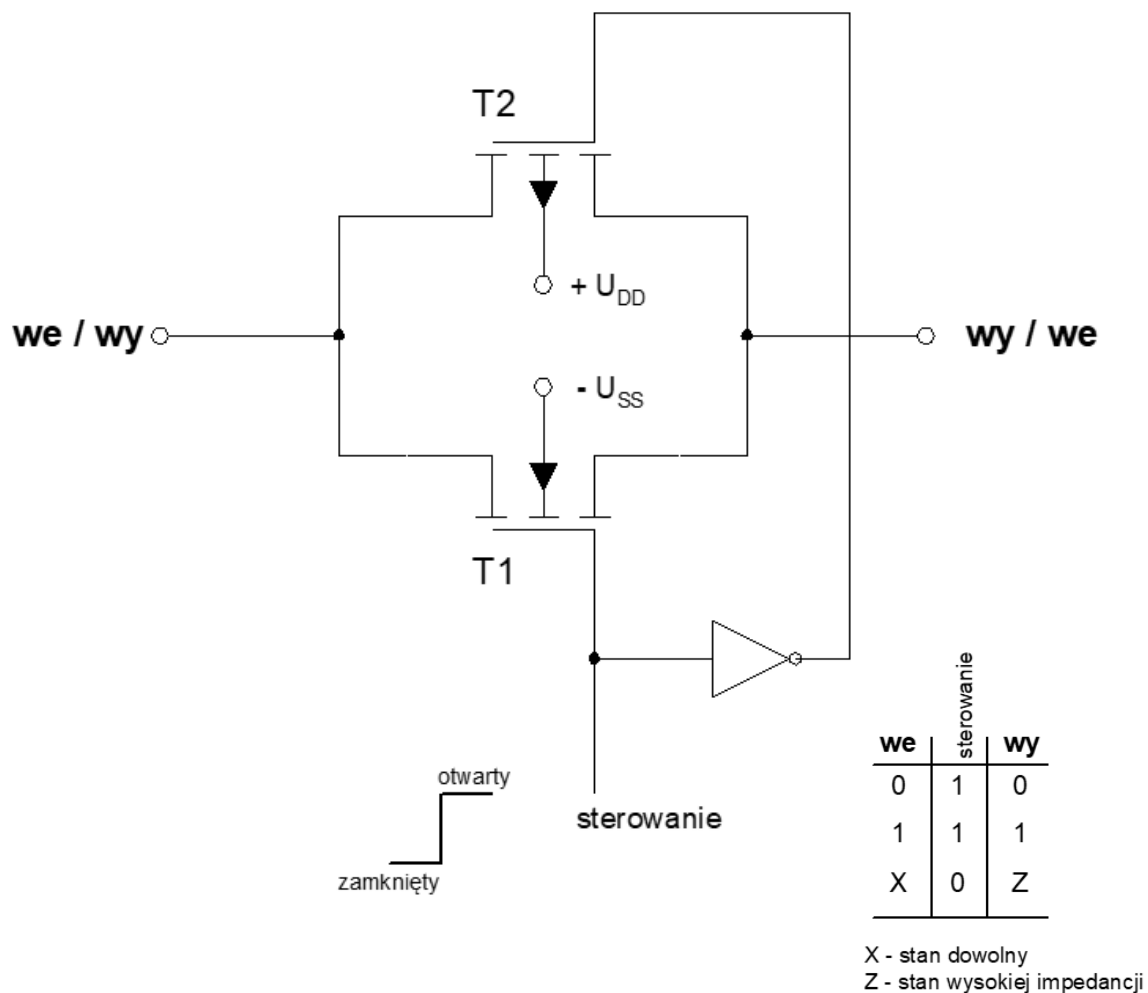 T2
+ U_DD
we / wy
wy / we
- U_SS
T1
otwarty
zamknięty
sterowanie
we sterowanie wy
0 1 0
1 1 1
X 0 Z
X - stan dowolny
Z - stan wysokiej impedancji